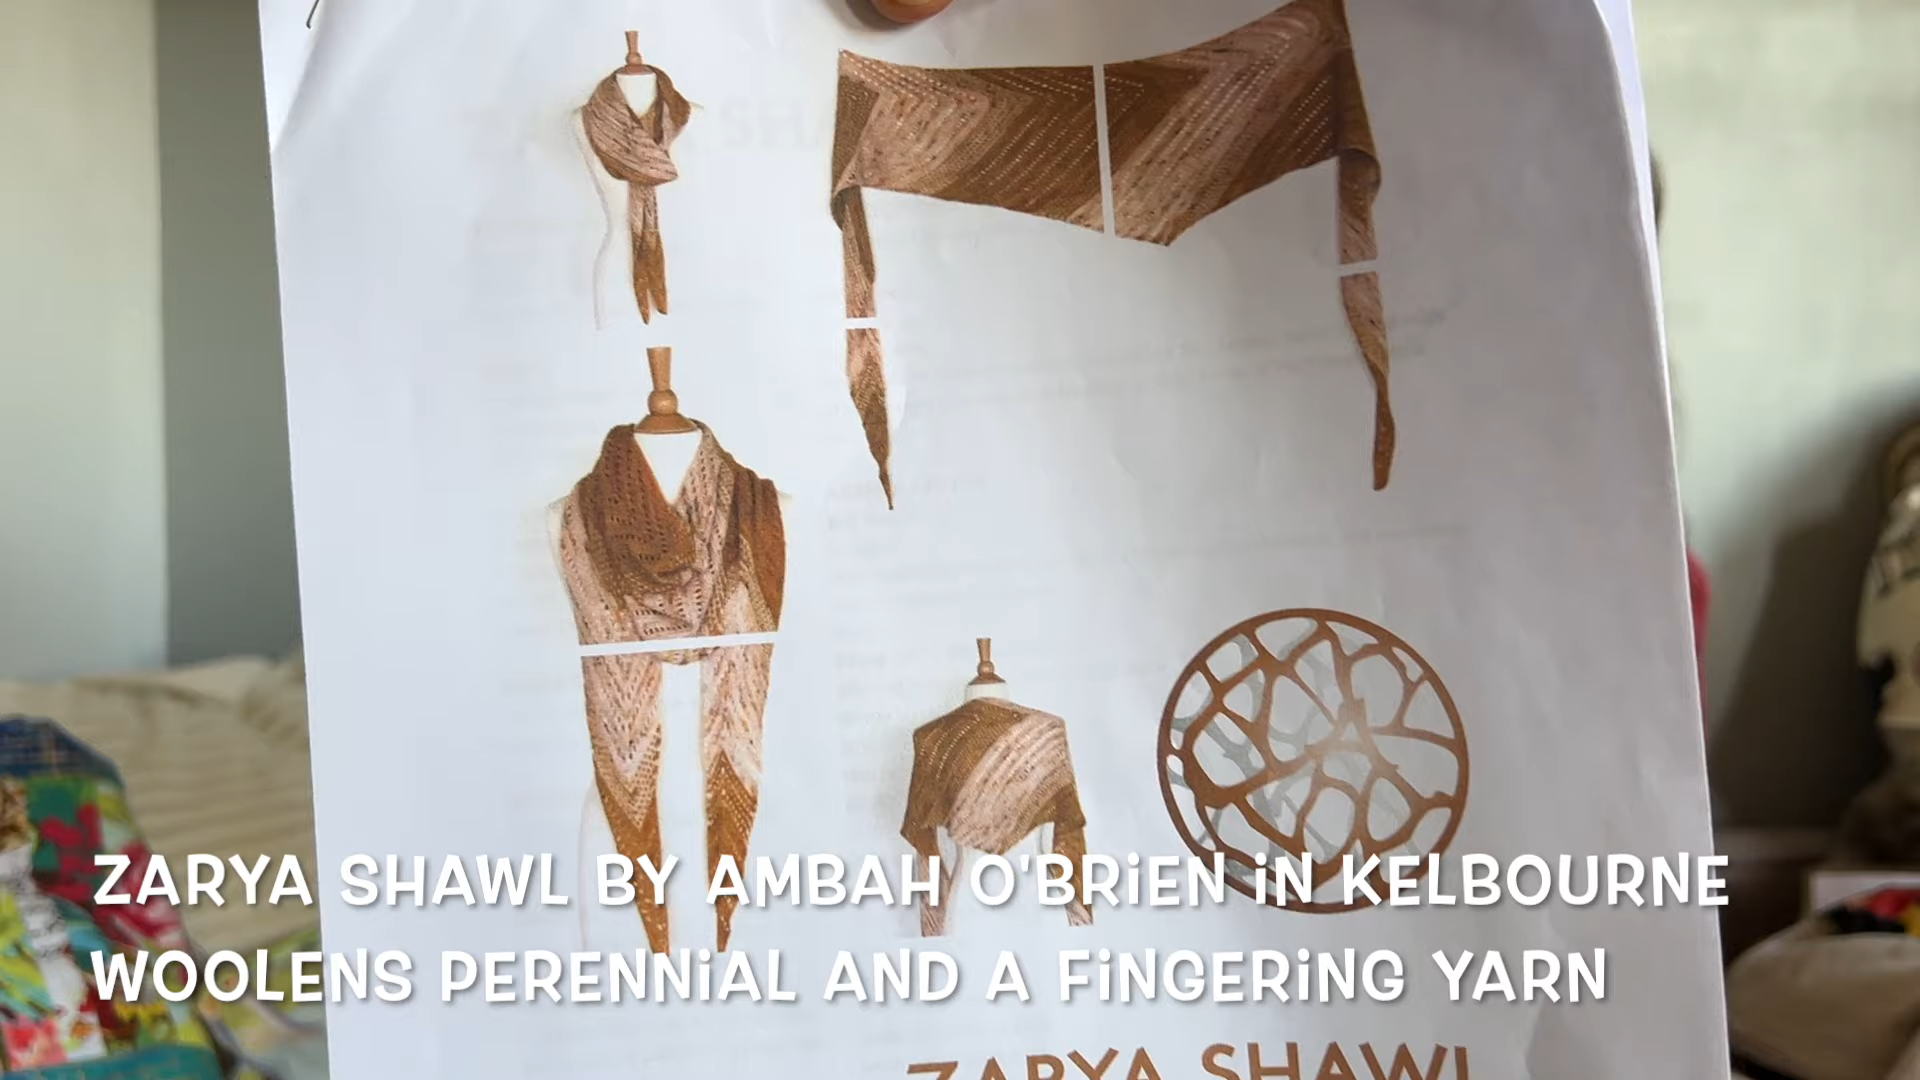 ZARYA SHAWL BY AMBAH O'BRIEN IN KELBOURNE
WOOLENS PERENNIAL AND A FINGERING YARN
ZARYA SHAWL